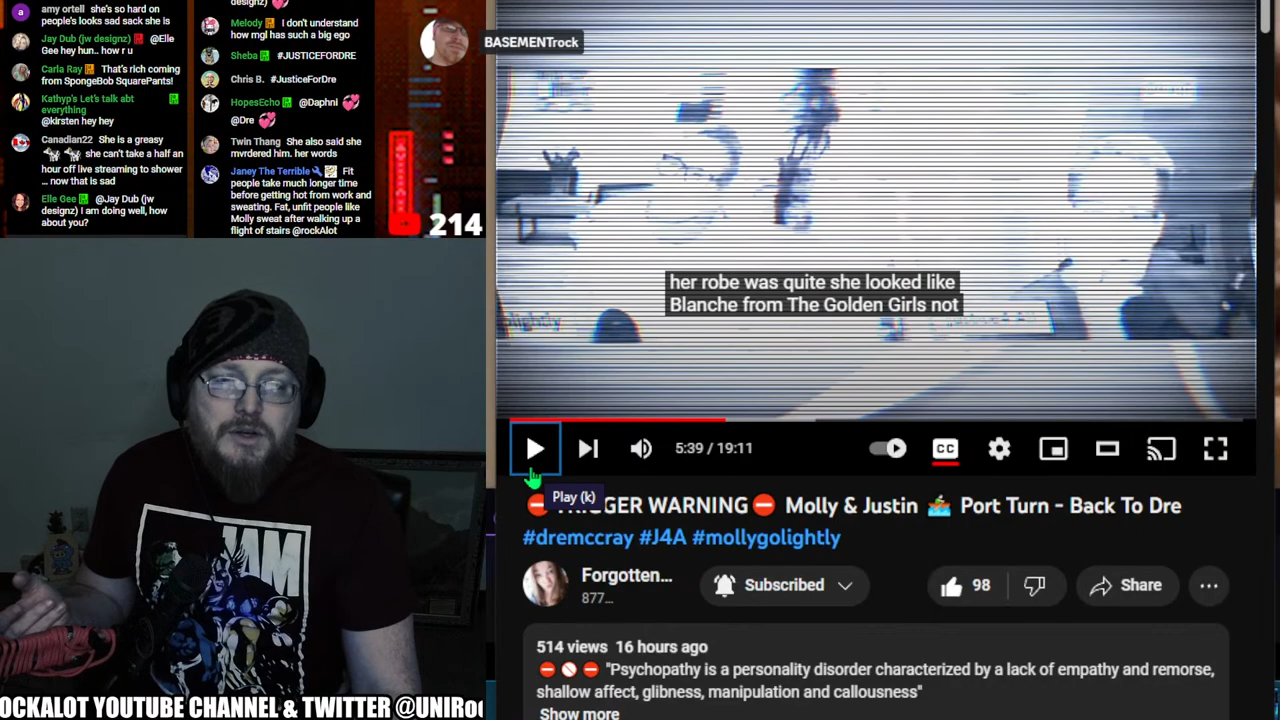 amy ortell she's so hard on
people's looks sad sack she is
Jay Dub (jw designz) @Elle
Gee hey hun.. how r u
Carla Ray That's rich coming
from SpongeBob SquarePants!
Kathyp's Let's talk abt
everything
@kirsten hey hey
Canadian22 She is a greasy
she can't take a half an
hour off live streaming to shower
... now that is sad
Elle Gee @Jay Dub (jw
designz) I am doing well, how
about you?
Melody I don't understand
how mgl has such a big ego
Sheba #JUSTICEFORDRE
Chris B. #JusticeForDre
HopesEcho @Daphni
@Dre
Twin Thang She also said she
mvrdered him. her words
Janey The Terrible Fit
people take much longer time
before getting hot from work and
sweating. Fat, unfit people like
Molly sweat after walking up a
flight of stairs @rockAlot
214
BASEMENTrock
her robe was quite she looked like
Blanche from The Golden Girls not
5:39 / 19:11
CC
Play (k)
TRIGGER WARNING Molly & Justin Port Turn - Back To Dre
#dremccray #J4A #mollygolightly
Forgotten...
877...
Subscribed
98
Share
514 views 16 hours ago
"Psychopathy is a personality disorder characterized by a lack of empathy and remorse,
shallow affect, glibness, manipulation and callousness"
Show more
JAM
OCKALOT YOUTUBE CHANNEL & TWITTER @UNIRoc